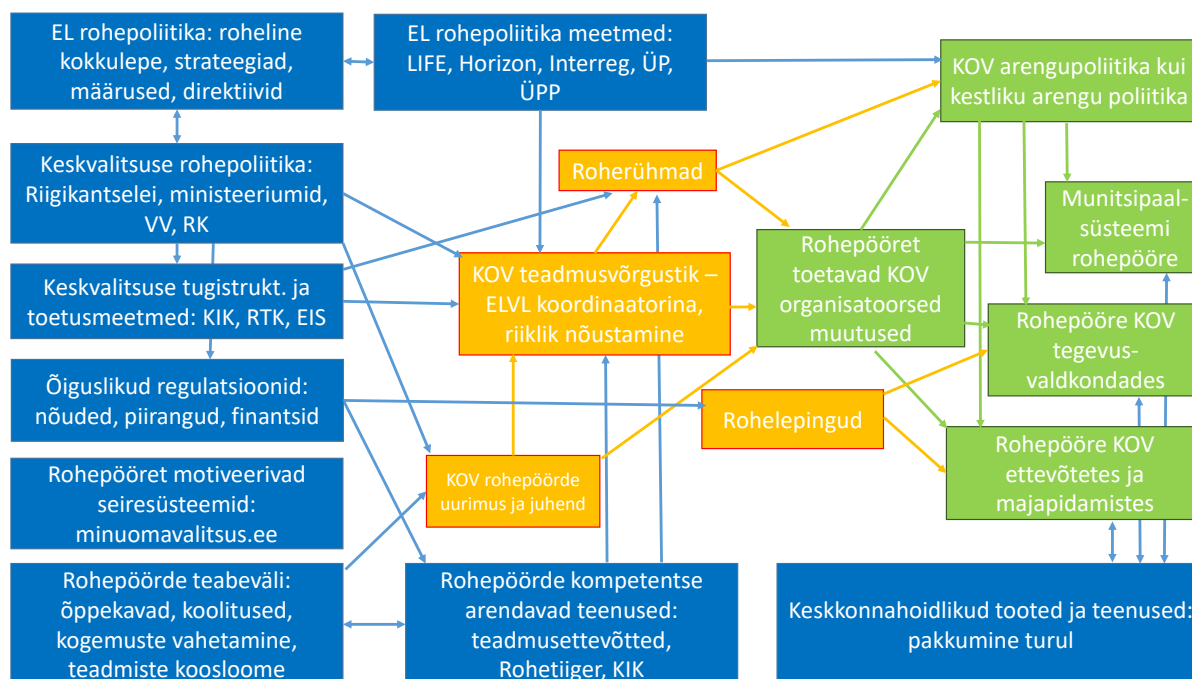 EL rohepoliitika: roheline
kokkulepe, strateegiad,
määrused, direktiivid
EL rohepoliitika meetmed:
LIFE, Horizon, Interreg, ÜP,
ÜPP
KOV arengupoliitika kui
kestliku arengu poliitika
Keskvalitsuse rohepoliitika:
Riigikantselei, ministeeriumid,
VV, RK
Roherühmad
Munitsipaal-
süsteemi
rohepööre
Keskvalitsuse tugistrukt. ja
toetusmeetmed: KIK, RTK, EIS
KOV teadmusvõrgustik –
ELVL koordinaatorina,
riiklik nõustamine
Rohepööret
toetavad KOV
organisatoorsed
muutused
Rohepööre KOV
tegevus-
valdkondades
Õiguslikud regulatsioonid:
nõuded, piirangud, finantsid
Rohelepingud
Rohepööret motiveerivad
seiresüsteemid:
minuomavalitsus.ee
KOV rohepöörde
uurimus ja juhend
Rohepööre KOV
ettevõtetes ja
majapidamistes
Rohepöörde teabeväli:
õppekavad, koolitused,
kogemuste vahetamine,
teadmiste koosloome
Rohepöörde kompetentse
arendavad teenused:
teadmusettevõtted,
Rohetiiger, KIK
Keskkonnahoidlikud tooted ja teenused:
pakkumine turul